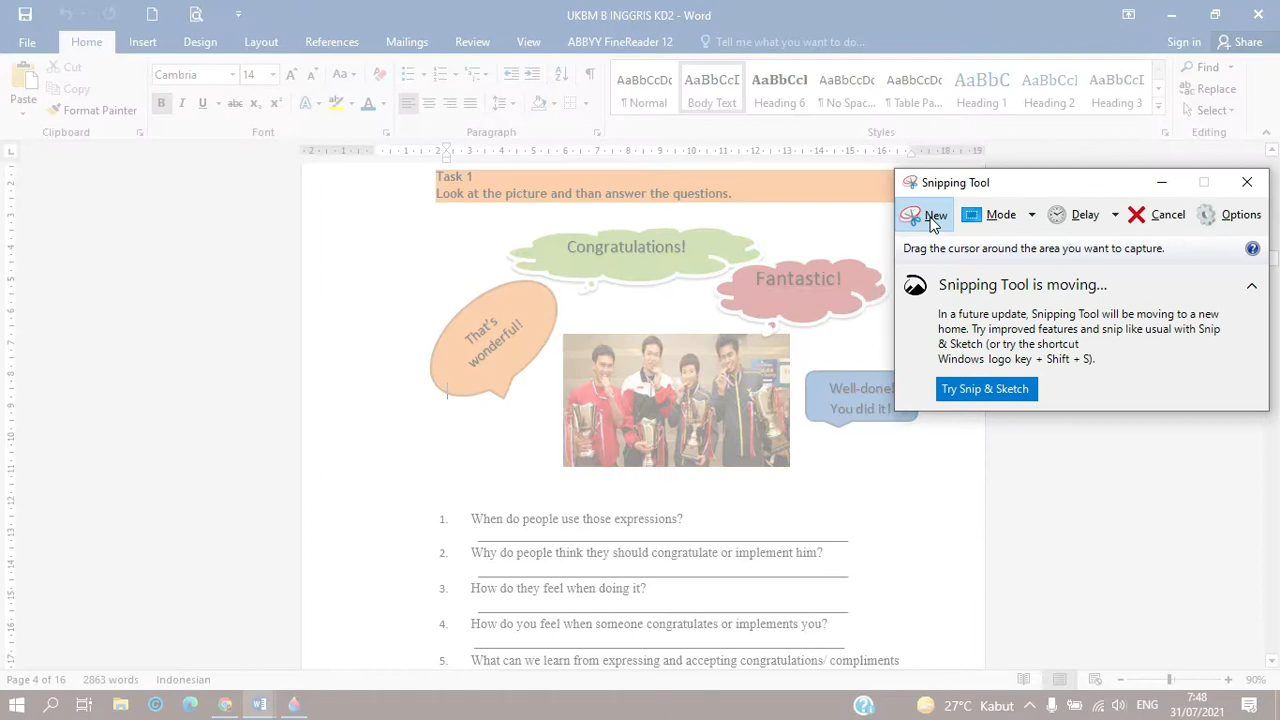 UKBM B INGGRIS KD2 - Word
File Home Insert Design Layout References Mailings Review View ABBYY FineReader 12 Tell me what you want to do... Sign in Share
Paste
Cut
Copy
Format Painter
Clipboard
Cambria 14
Font
Paragraph
AaBbCcDc AaBbCcI AaBbCcI AaBbCcDc AaBbCcDc AaBbC AaBbCcI AaBbCcI
¶ Normal Body Text Heading 6 ¶ No Spac... ¶ Table Pa... Heading 1 Heading 2 ¶ Heading 3
Styles
Find
Replace
Select
Editing
Task 1
Look at the picture and than answer the questions.
Congratulations!
Fantastic!
That's
wonderful!
Well-done!
You did it!
1. When do people use those expressions?
2. Why do people think they should congratulate or implement him?
3. How do they feel when doing it?
4. How do you feel when someone congratulates or implements you?
5. What can we learn from expressing and accepting congratulations/ compliments
Snipping Tool
New Mode Delay Cancel Options
Drag the cursor around the area you want to capture.
Snipping Tool is moving...
In a future update, Snipping Tool will be moving to a new
home. Try improved features and snip like usual with Snip
& Sketch (or try the shortcut
Windows logo key + Shift + S).
Try Snip & Sketch
Page 4 of 16 2863 words Indonesian 90%
27°C Kabut ENG 7:48
31/07/2021